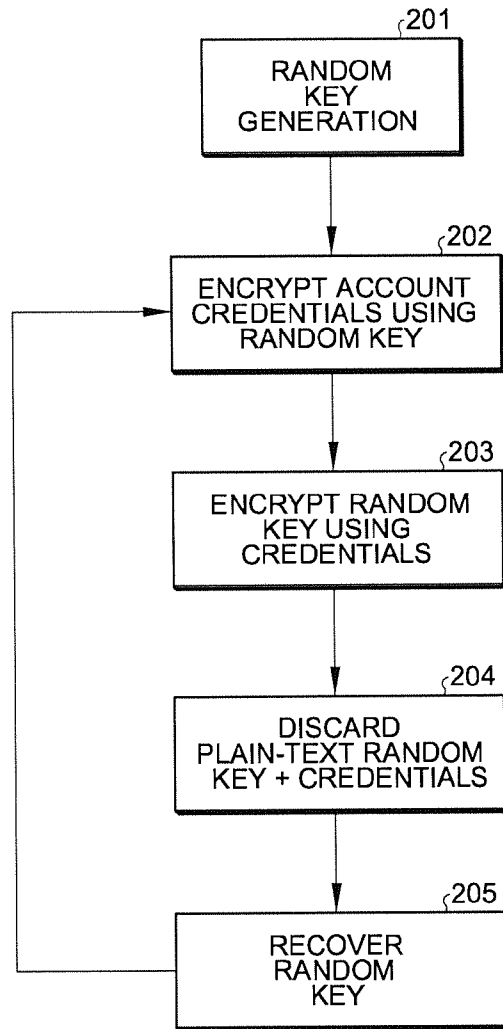 201
RANDOM
KEY
GENERATION
202
ENCRYPT ACCOUNT
CREDENTIALS USING
RANDOM KEY
203
ENCRYPT RANDOM
KEY USING
CREDENTIALS
204
DISCARD
PLAIN-TEXT RANDOM
KEY + CREDENTIALS
205
RECOVER
RANDOM
KEY